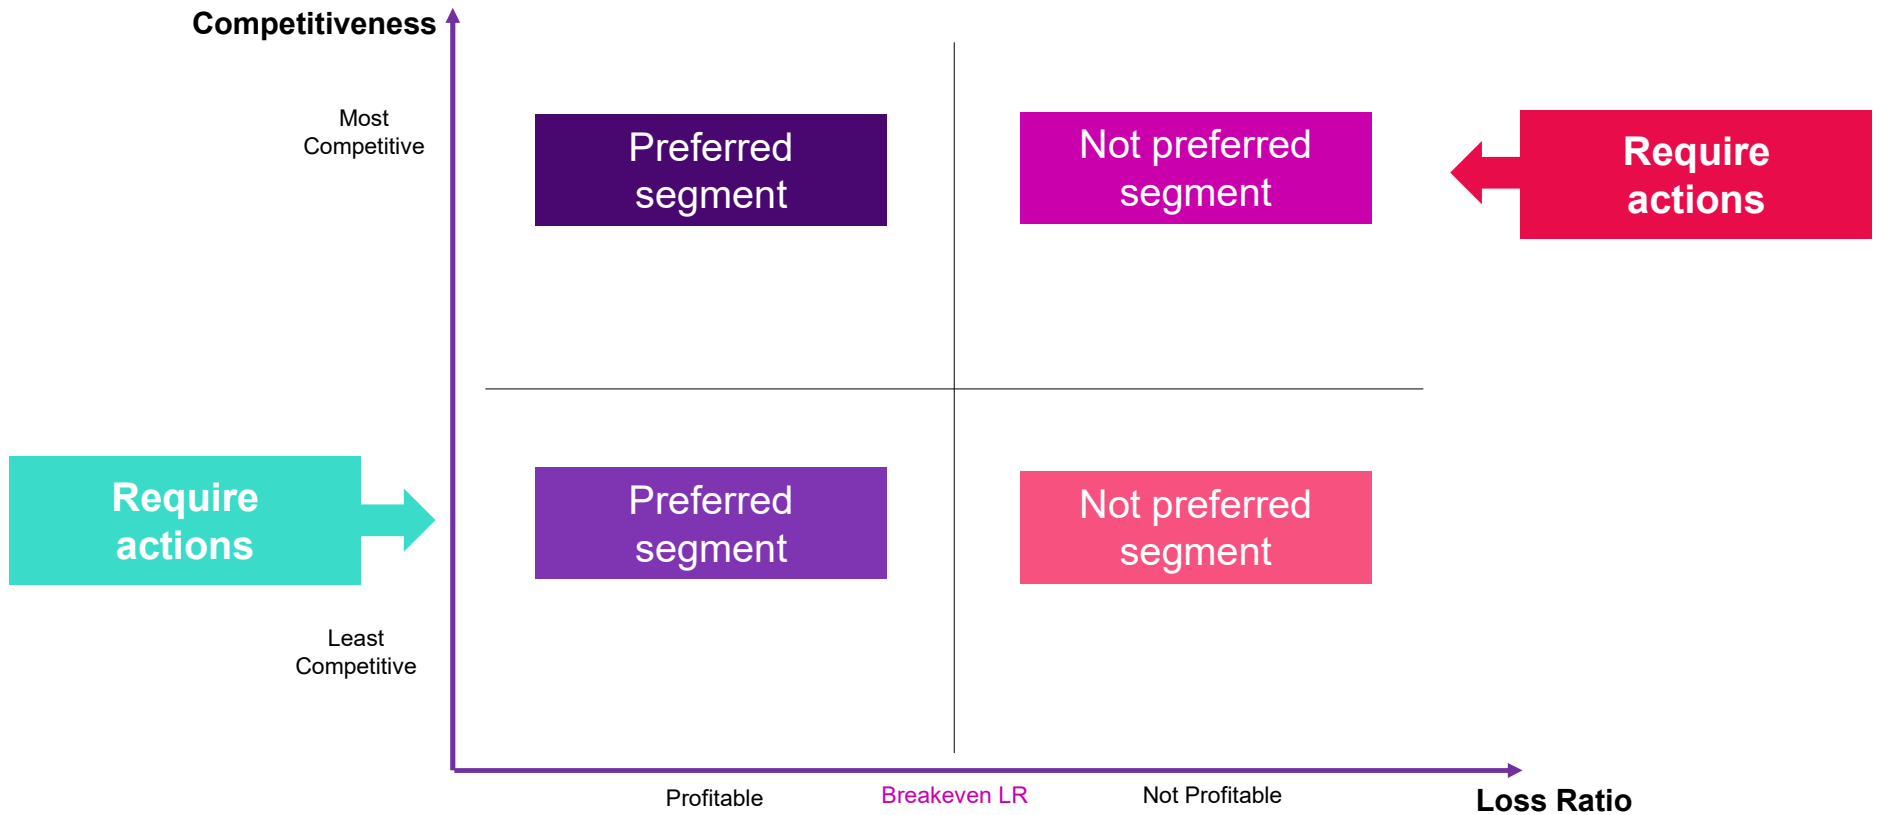 Competitiveness
Most
Competitive
Preferred
segment
Not preferred
segment
Require
actions
Require
actions
Preferred
segment
Not preferred
segment
Least
Competitive
Profitable
Breakeven LR
Not Profitable
Loss Ratio